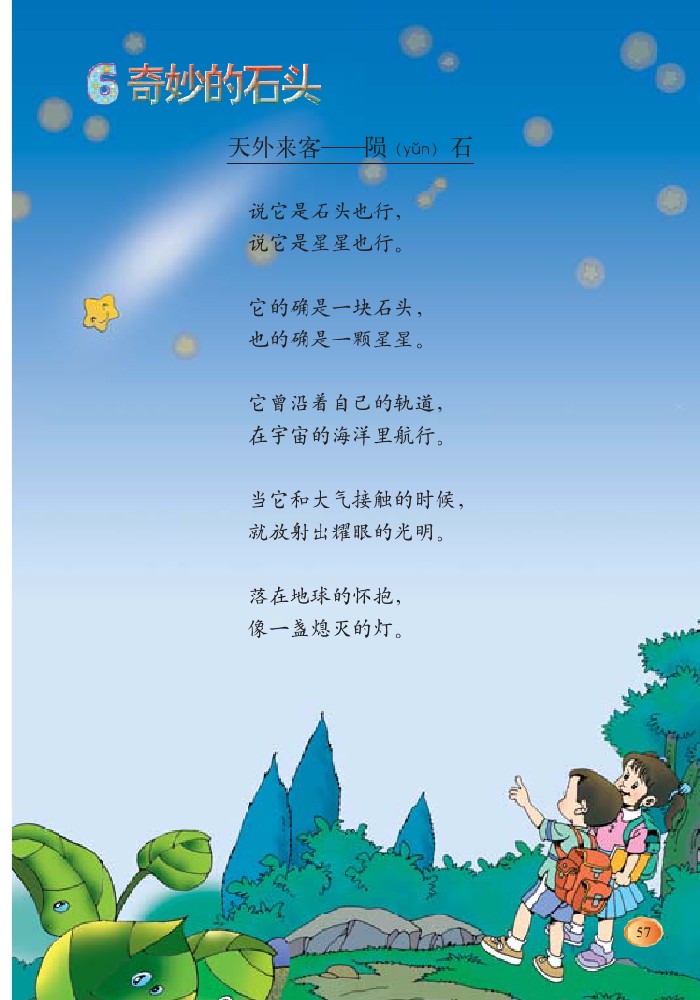 6 奇妙的石头
天外来客——陨（yǔn）石
说它是石头也行，
说它是星星也行。
它的确是一块石头，
也的确是一颗星星。
它曾沿着自己的轨道，
在宇宙的海洋里航行。
当它和大气接触的时候，
就放射出耀眼的光明。
落在地球的怀抱，
像一盏熄灭的灯。
57